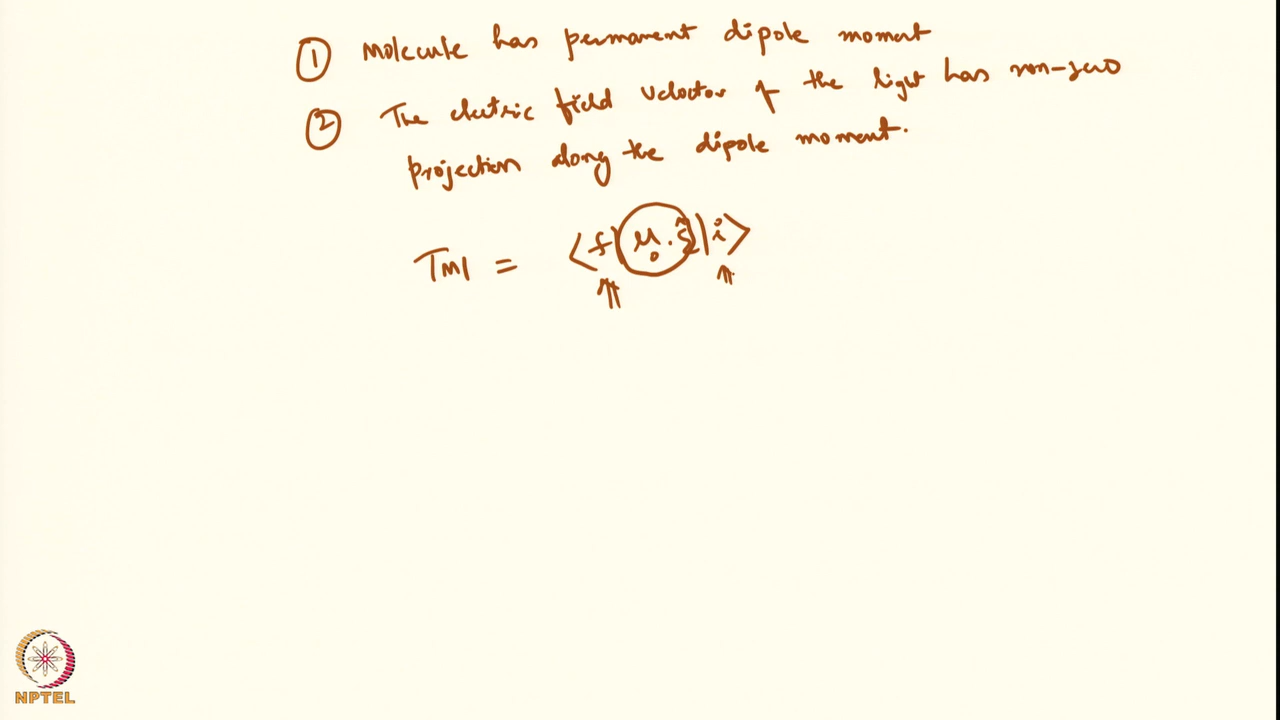 ① Molecule has permanent dipole moment
② The electric field vector of the light has non-zero
projection along the dipole moment.
TMI = ⟨f|μ₀.ε̂|i⟩
NPTEL